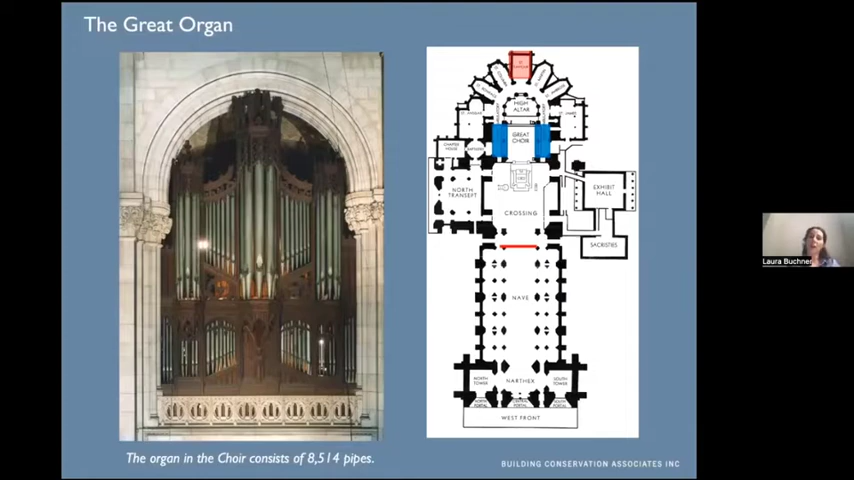 The Great Organ
HIGH
ALTAR
GREAT
CHOIR
CHAPTER
HOUSE
NORTH
TRANSEPT
CROSSING
EXHIBIT
HALL
SACRISTIES
NAVE
NORTH
TOWER
NARTHEX
SOUTH
TOWER
WEST FRONT
The organ in the Choir consists of 8,514 pipes.
BUILDING CONSERVATION ASSOCIATES INC
Laura Buchner